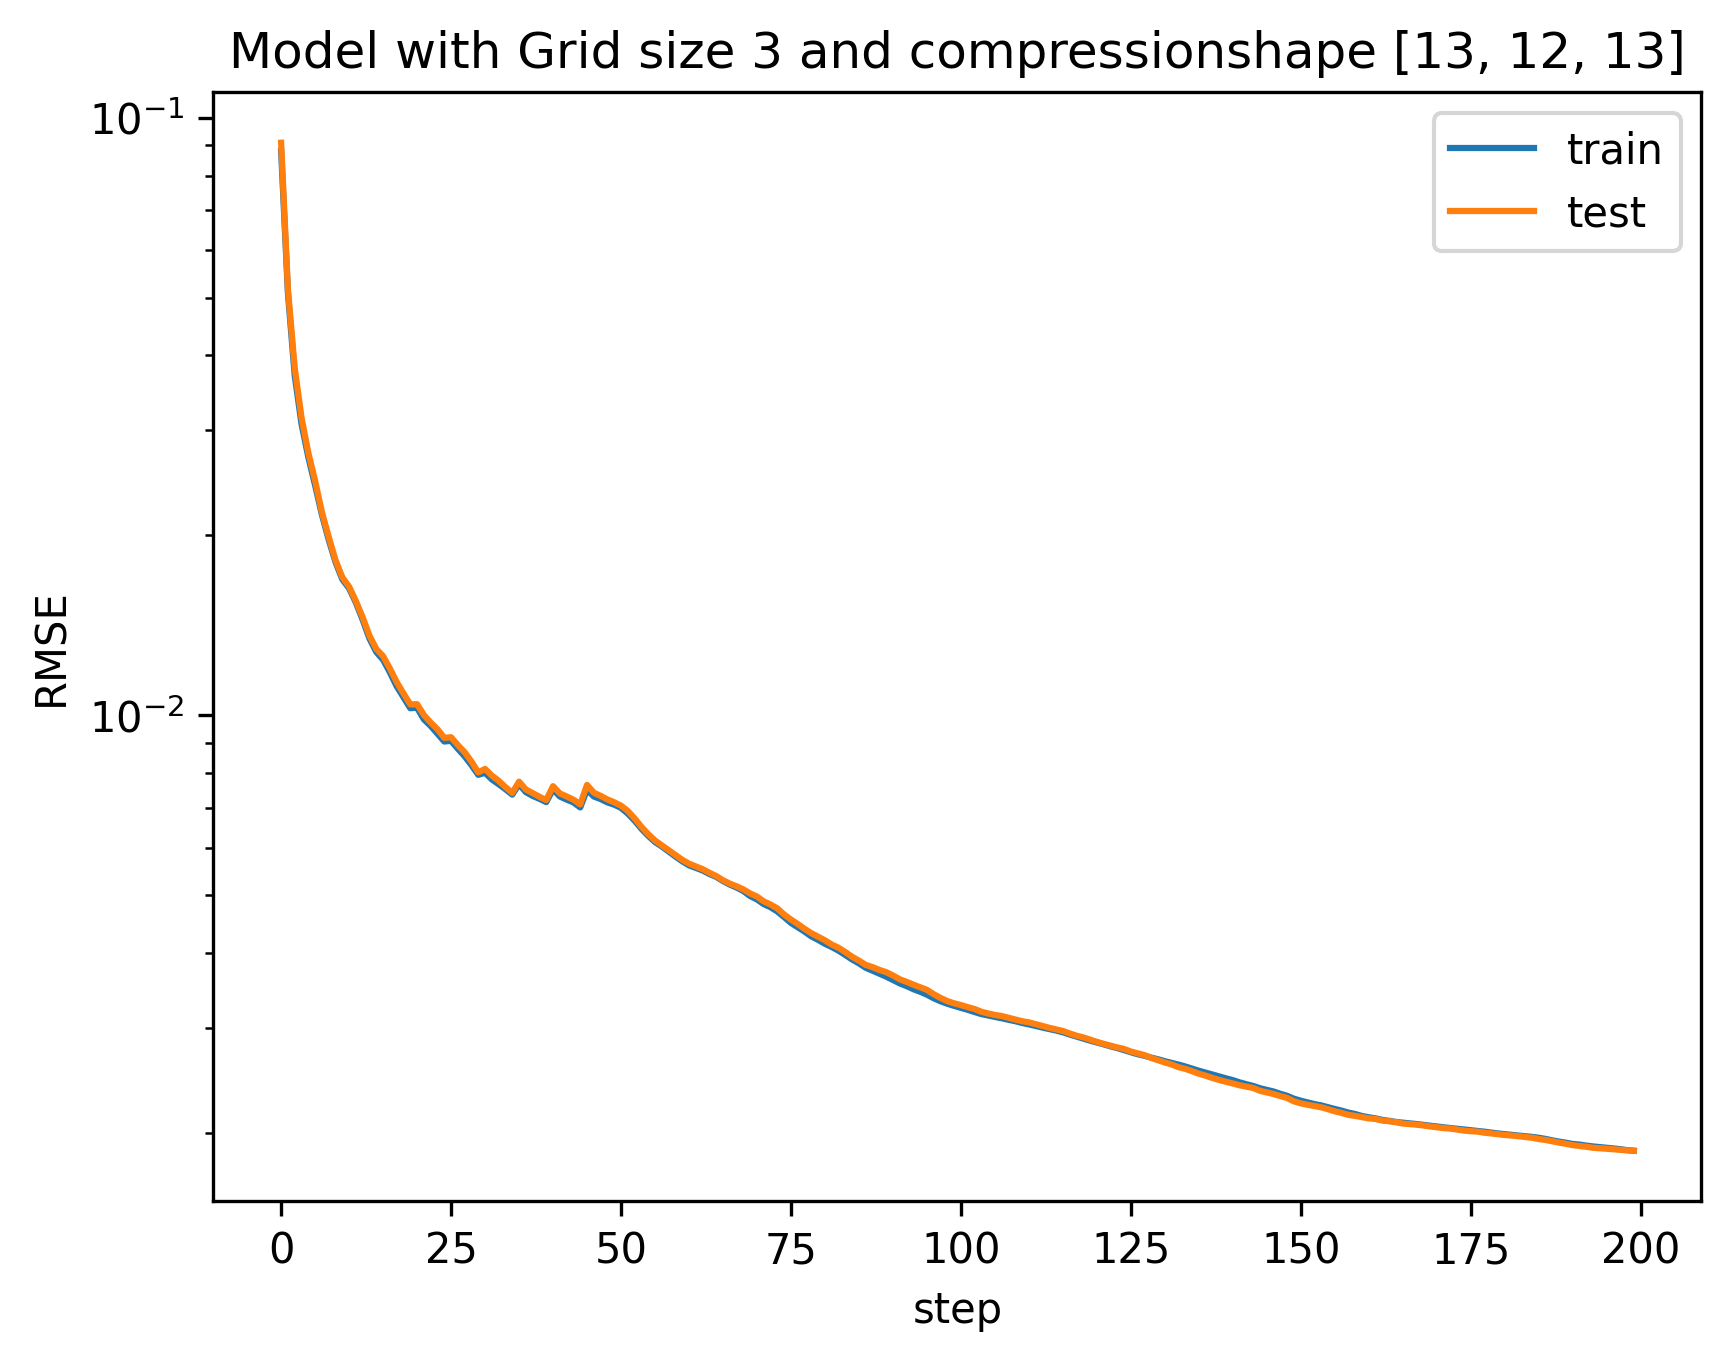 Model with Grid size 3 and compressionshape [13, 12, 13]
10⁻¹
train
test
RMSE
10⁻²
0 25 50 75 100 125 150 175 200
step